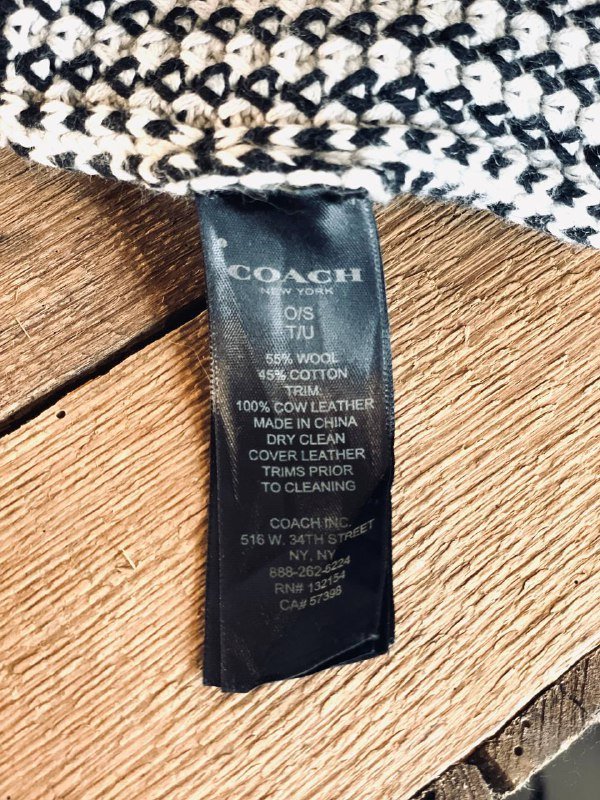 COACH
NEW YORK
O/S
T/U
55% WOOL
45% COTTON
TRIM:
100% COW LEATHER
MADE IN CHINA
DRY CLEAN
COVER LEATHER
TRIMS PRIOR
TO CLEANING
COACH INC.
516 W. 34TH STREET
NY, NY
888-262-6224
RN# 132154
CA# 57398